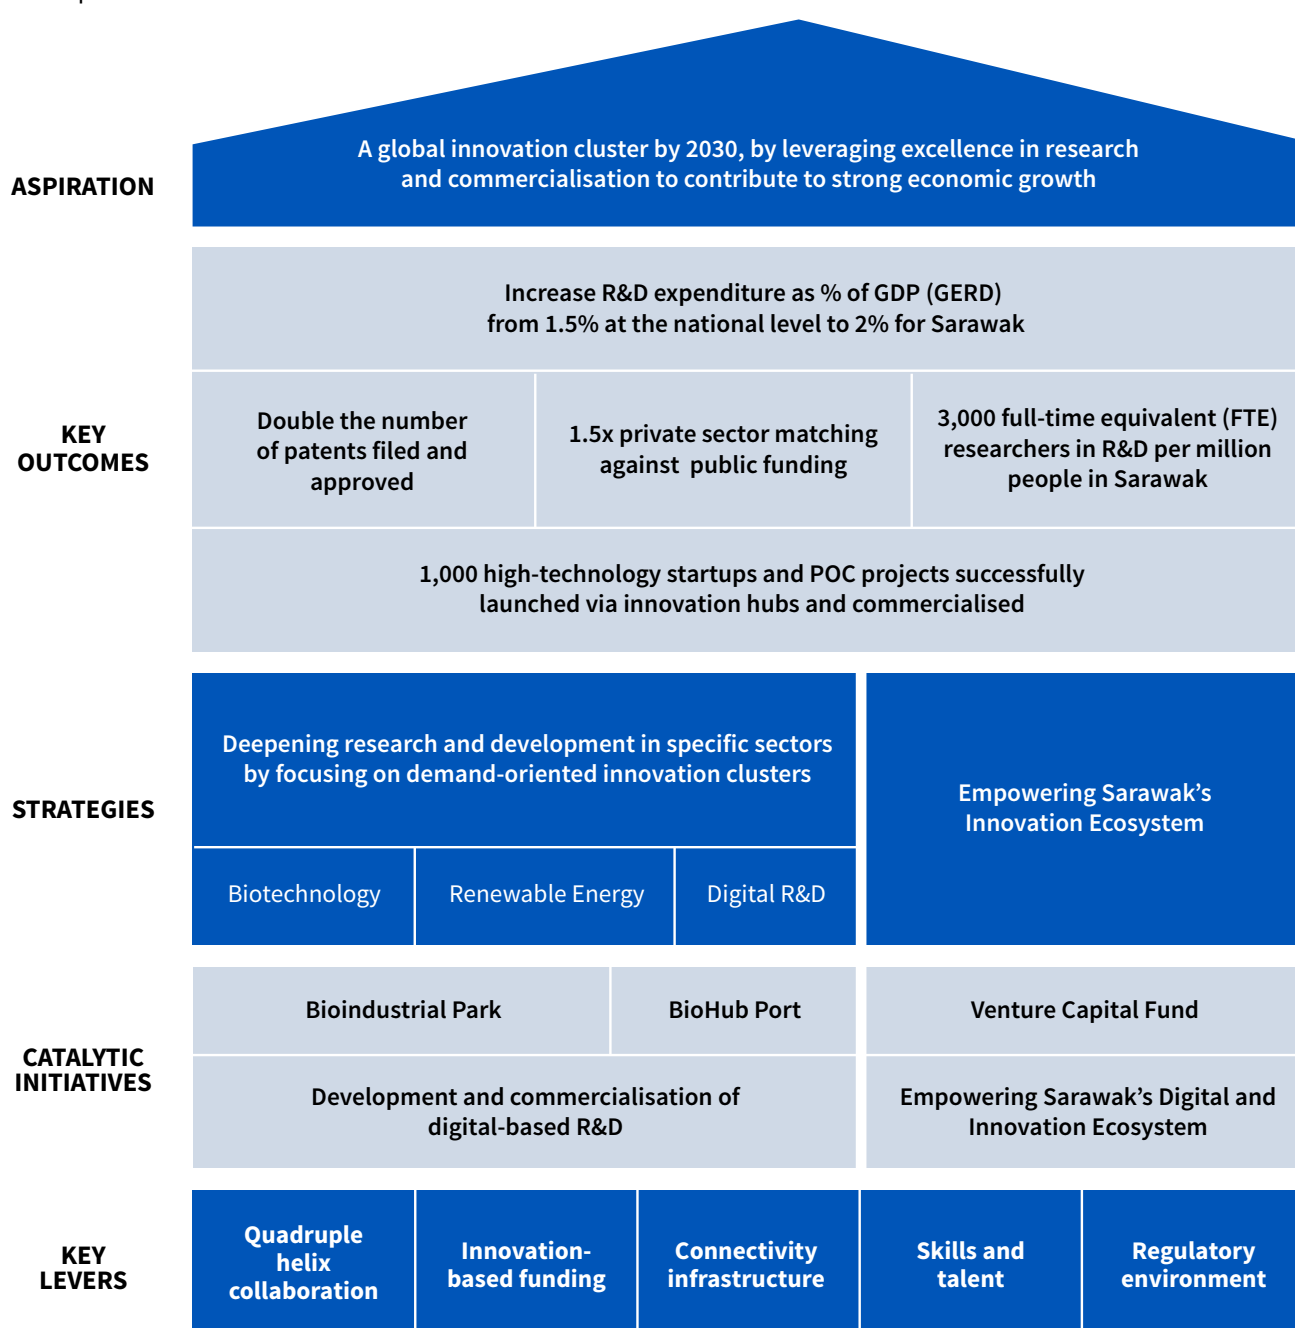 A global innovation cluster by 2030, by leveraging excellence in research
and commercialisation to contribute to strong economic growth
ASPIRATION
Increase R&D expenditure as % of GDP (GERD)
from 1.5% at the national level to 2% for Sarawak
KEY
OUTCOMES
Double the number
of patents filed and
approved
1.5x private sector matching
against public funding
3,000 full-time equivalent (FTE)
researchers in R&D per million
people in Sarawak
1,000 high-technology startups and POC projects successfully
launched via innovation hubs and commercialised
STRATEGIES
Deepening research and development in specific sectors
by focusing on demand-oriented innovation clusters
Biotechnology
Renewable Energy
Digital R&D
Empowering Sarawak’s
Innovation Ecosystem
CATALYTIC
INITIATIVES
Bioindustrial Park
BioHub Port
Venture Capital Fund
Development and commercialisation of
digital-based R&D
Empowering Sarawak’s Digital and
Innovation Ecosystem
KEY
LEVERS
Quadruple
helix
collaboration
Innovation-
based funding
Connectivity
infrastructure
Skills and
talent
Regulatory
environment